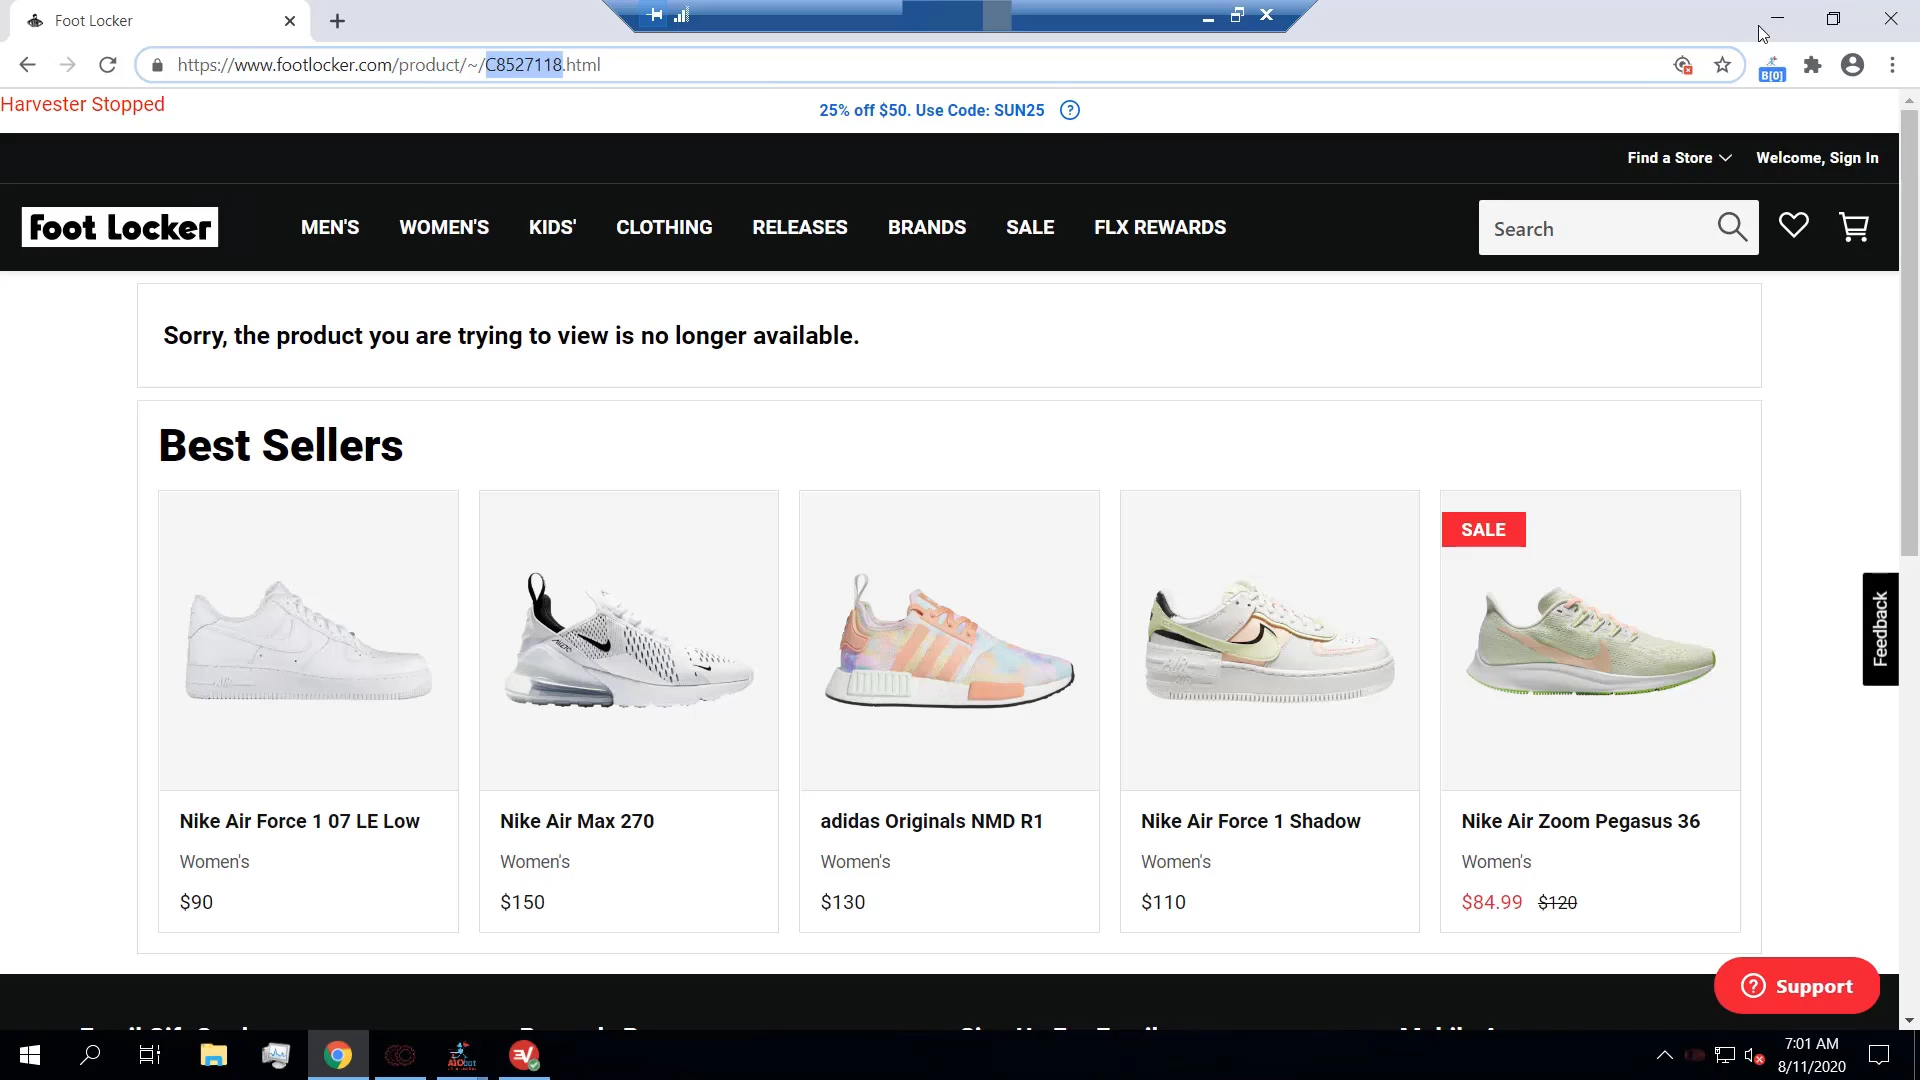 Foot Locker
https://www.footlocker.com/product/~/C8527118.html
B[0]
Harvester Stopped
25% off $50. Use Code: SUN25
Find a Store
Welcome, Sign In
Foot Locker
MEN'S
WOMEN'S
KIDS'
CLOTHING
RELEASES
BRANDS
SALE
FLX REWARDS
Search
Sorry, the product you are trying to view is no longer available.
Best Sellers
SALE
Feedback
Nike Air Force 1 07 LE Low
Women's
$90
Nike Air Max 270
Women's
$150
adidas Originals NMD R1
Women's
$130
Nike Air Force 1 Shadow
Women's
$110
Nike Air Zoom Pegasus 36
Women's
$84.99 $120
Support
7:01 AM
8/11/2020